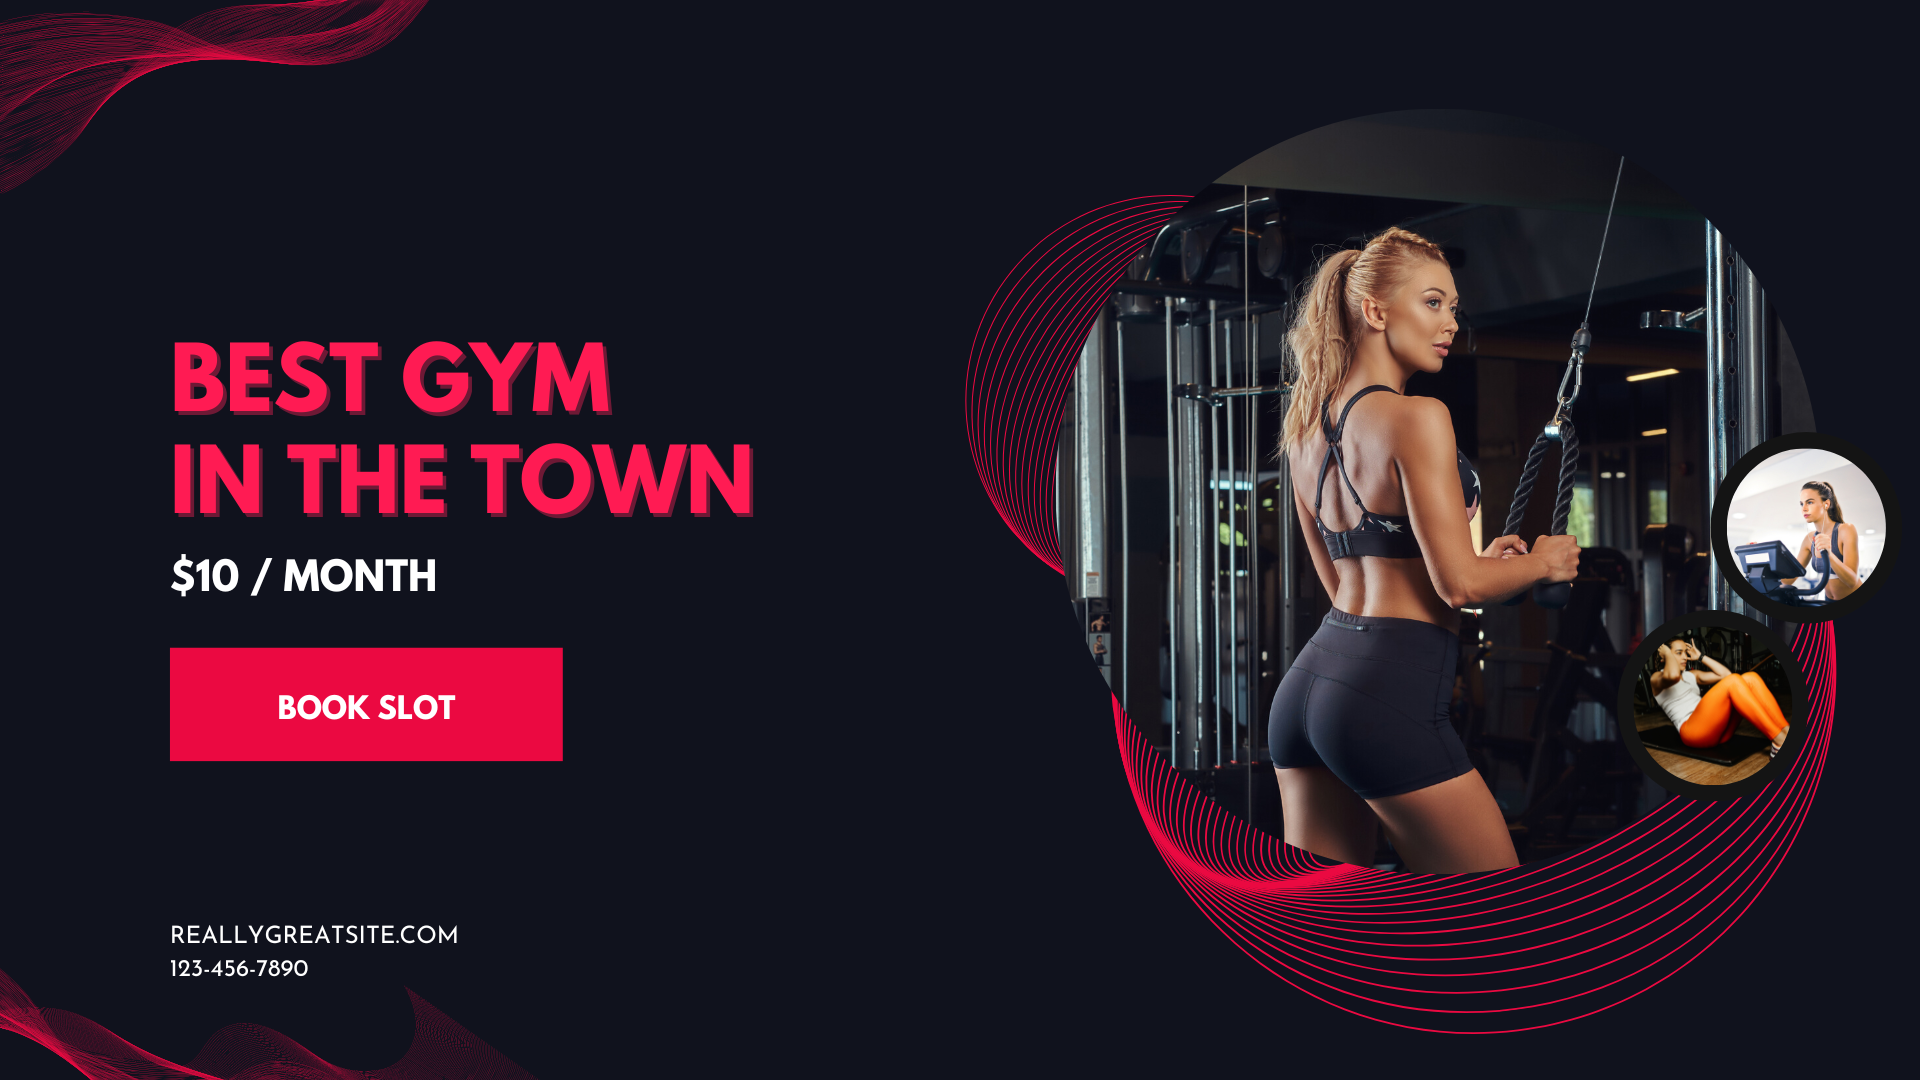 BEST GYM
IN THE TOWN
$10 / MONTH
BOOK SLOT
REALLYGREATSITE.COM
123-456-7890